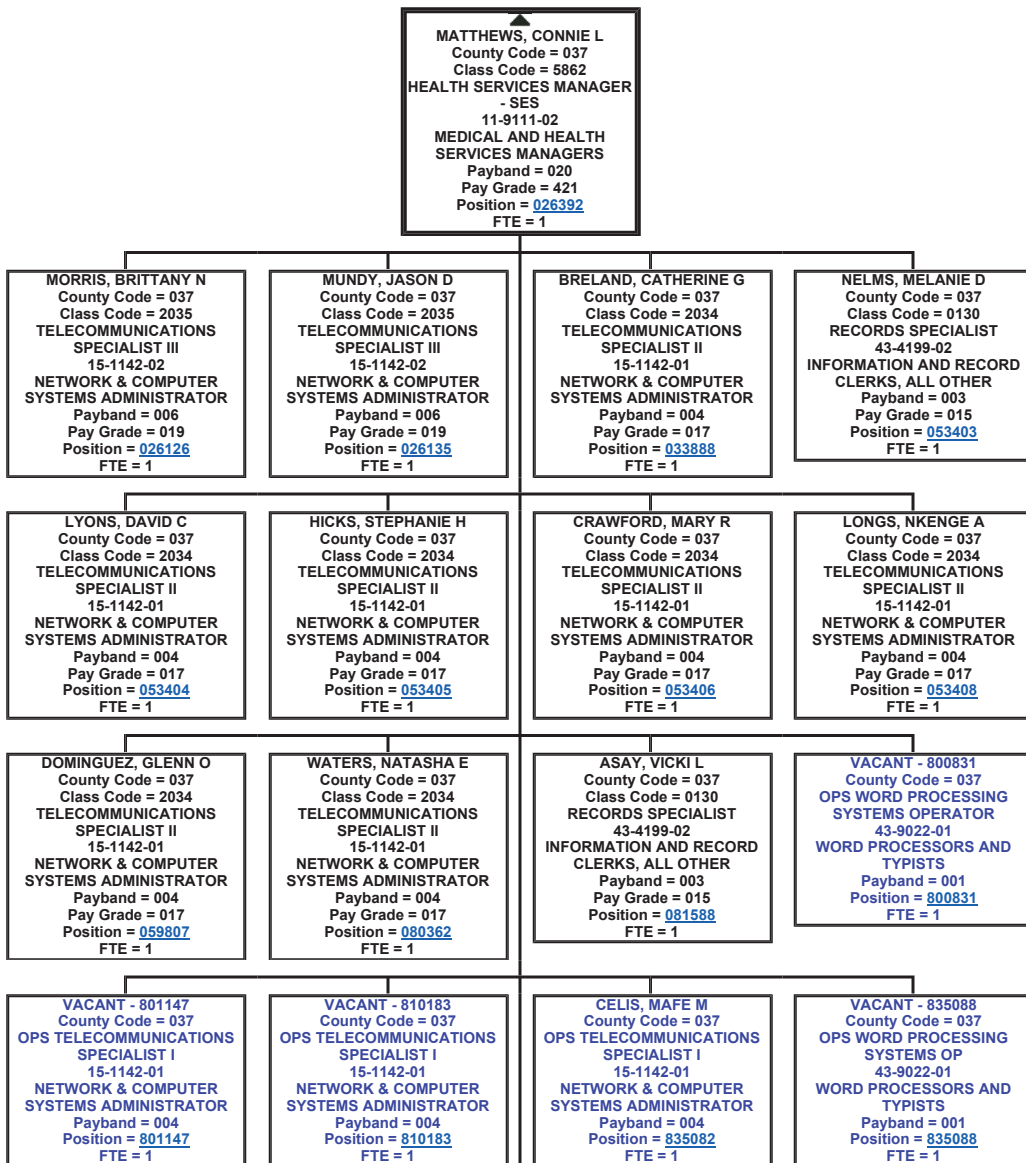 MATTHEWS, CONNIE L
County Code = 037
Class Code = 5862
HEALTH SERVICES MANAGER
- SES
11-9111-02
MEDICAL AND HEALTH
SERVICES MANAGERS
Payband = 020
Pay Grade = 421
Position = 026392
FTE = 1
MORRIS, BRITTANY N
County Code = 037
Class Code = 2035
TELECOMMUNICATIONS
SPECIALIST III
15-1142-02
NETWORK & COMPUTER
SYSTEMS ADMINISTRATOR
Payband = 006
Pay Grade = 019
Position = 026126
FTE = 1
MUNDY, JASON D
County Code = 037
Class Code = 2035
TELECOMMUNICATIONS
SPECIALIST III
15-1142-02
NETWORK & COMPUTER
SYSTEMS ADMINISTRATOR
Payband = 006
Pay Grade = 019
Position = 026135
FTE = 1
BRELAND, CATHERINE G
County Code = 037
Class Code = 2034
TELECOMMUNICATIONS
SPECIALIST II
15-1142-01
NETWORK & COMPUTER
SYSTEMS ADMINISTRATOR
Payband = 004
Pay Grade = 017
Position = 033888
FTE = 1
NELMS, MELANIE D
County Code = 037
Class Code = 0130
RECORDS SPECIALIST
43-4199-02
INFORMATION AND RECORD
CLERKS, ALL OTHER
Payband = 003
Pay Grade = 015
Position = 053403
FTE = 1
LYONS, DAVID C
County Code = 037
Class Code = 2034
TELECOMMUNICATIONS
SPECIALIST II
15-1142-01
NETWORK & COMPUTER
SYSTEMS ADMINISTRATOR
Payband = 004
Pay Grade = 017
Position = 053404
FTE = 1
HICKS, STEPHANIE H
County Code = 037
Class Code = 2034
TELECOMMUNICATIONS
SPECIALIST II
15-1142-01
NETWORK & COMPUTER
SYSTEMS ADMINISTRATOR
Payband = 004
Pay Grade = 017
Position = 053405
FTE = 1
CRAWFORD, MARY R
County Code = 037
Class Code = 2034
TELECOMMUNICATIONS
SPECIALIST II
15-1142-01
NETWORK & COMPUTER
SYSTEMS ADMINISTRATOR
Payband = 004
Pay Grade = 017
Position = 053406
FTE = 1
LONGS, NKENGE A
County Code = 037
Class Code = 2034
TELECOMMUNICATIONS
SPECIALIST II
15-1142-01
NETWORK & COMPUTER
SYSTEMS ADMINISTRATOR
Payband = 004
Pay Grade = 017
Position = 053408
FTE = 1
DOMINGUEZ, GLENN O
County Code = 037
Class Code = 2034
TELECOMMUNICATIONS
SPECIALIST II
15-1142-01
NETWORK & COMPUTER
SYSTEMS ADMINISTRATOR
Payband = 004
Pay Grade = 017
Position = 059807
FTE = 1
WATERS, NATASHA E
County Code = 037
Class Code = 2034
TELECOMMUNICATIONS
SPECIALIST II
15-1142-01
NETWORK & COMPUTER
SYSTEMS ADMINISTRATOR
Payband = 004
Pay Grade = 017
Position = 080362
FTE = 1
ASAY, VICKI L
County Code = 037
Class Code = 0130
RECORDS SPECIALIST
43-4199-02
INFORMATION AND RECORD
CLERKS, ALL OTHER
Payband = 003
Pay Grade = 015
Position = 081588
FTE = 1
VACANT - 800831
County Code = 037
OPS WORD PROCESSING
SYSTEMS OPERATOR
43-9022-01
WORD PROCESSORS AND
TYPISTS
Payband = 001
Position = 800831
FTE = 1
VACANT - 801147
County Code = 037
OPS TELECOMMUNICATIONS
SPECIALIST I
15-1142-01
NETWORK & COMPUTER
SYSTEMS ADMINISTRATOR
Payband = 004
Position = 801147
FTE = 1
VACANT - 810183
County Code = 037
OPS TELECOMMUNICATIONS
SPECIALIST I
15-1142-01
NETWORK & COMPUTER
SYSTEMS ADMINISTRATOR
Payband = 004
Position = 810183
FTE = 1
CELIS, MAFE M
County Code = 037
OPS TELECOMMUNICATIONS
SPECIALIST I
15-1142-01
NETWORK & COMPUTER
SYSTEMS ADMINISTRATOR
Payband = 004
Position = 835082
FTE = 1
VACANT - 835088
County Code = 037
OPS WORD PROCESSING
SYSTEMS OP
43-9022-01
WORD PROCESSORS AND
TYPISTS
Payband = 001
Position = 835088
FTE = 1